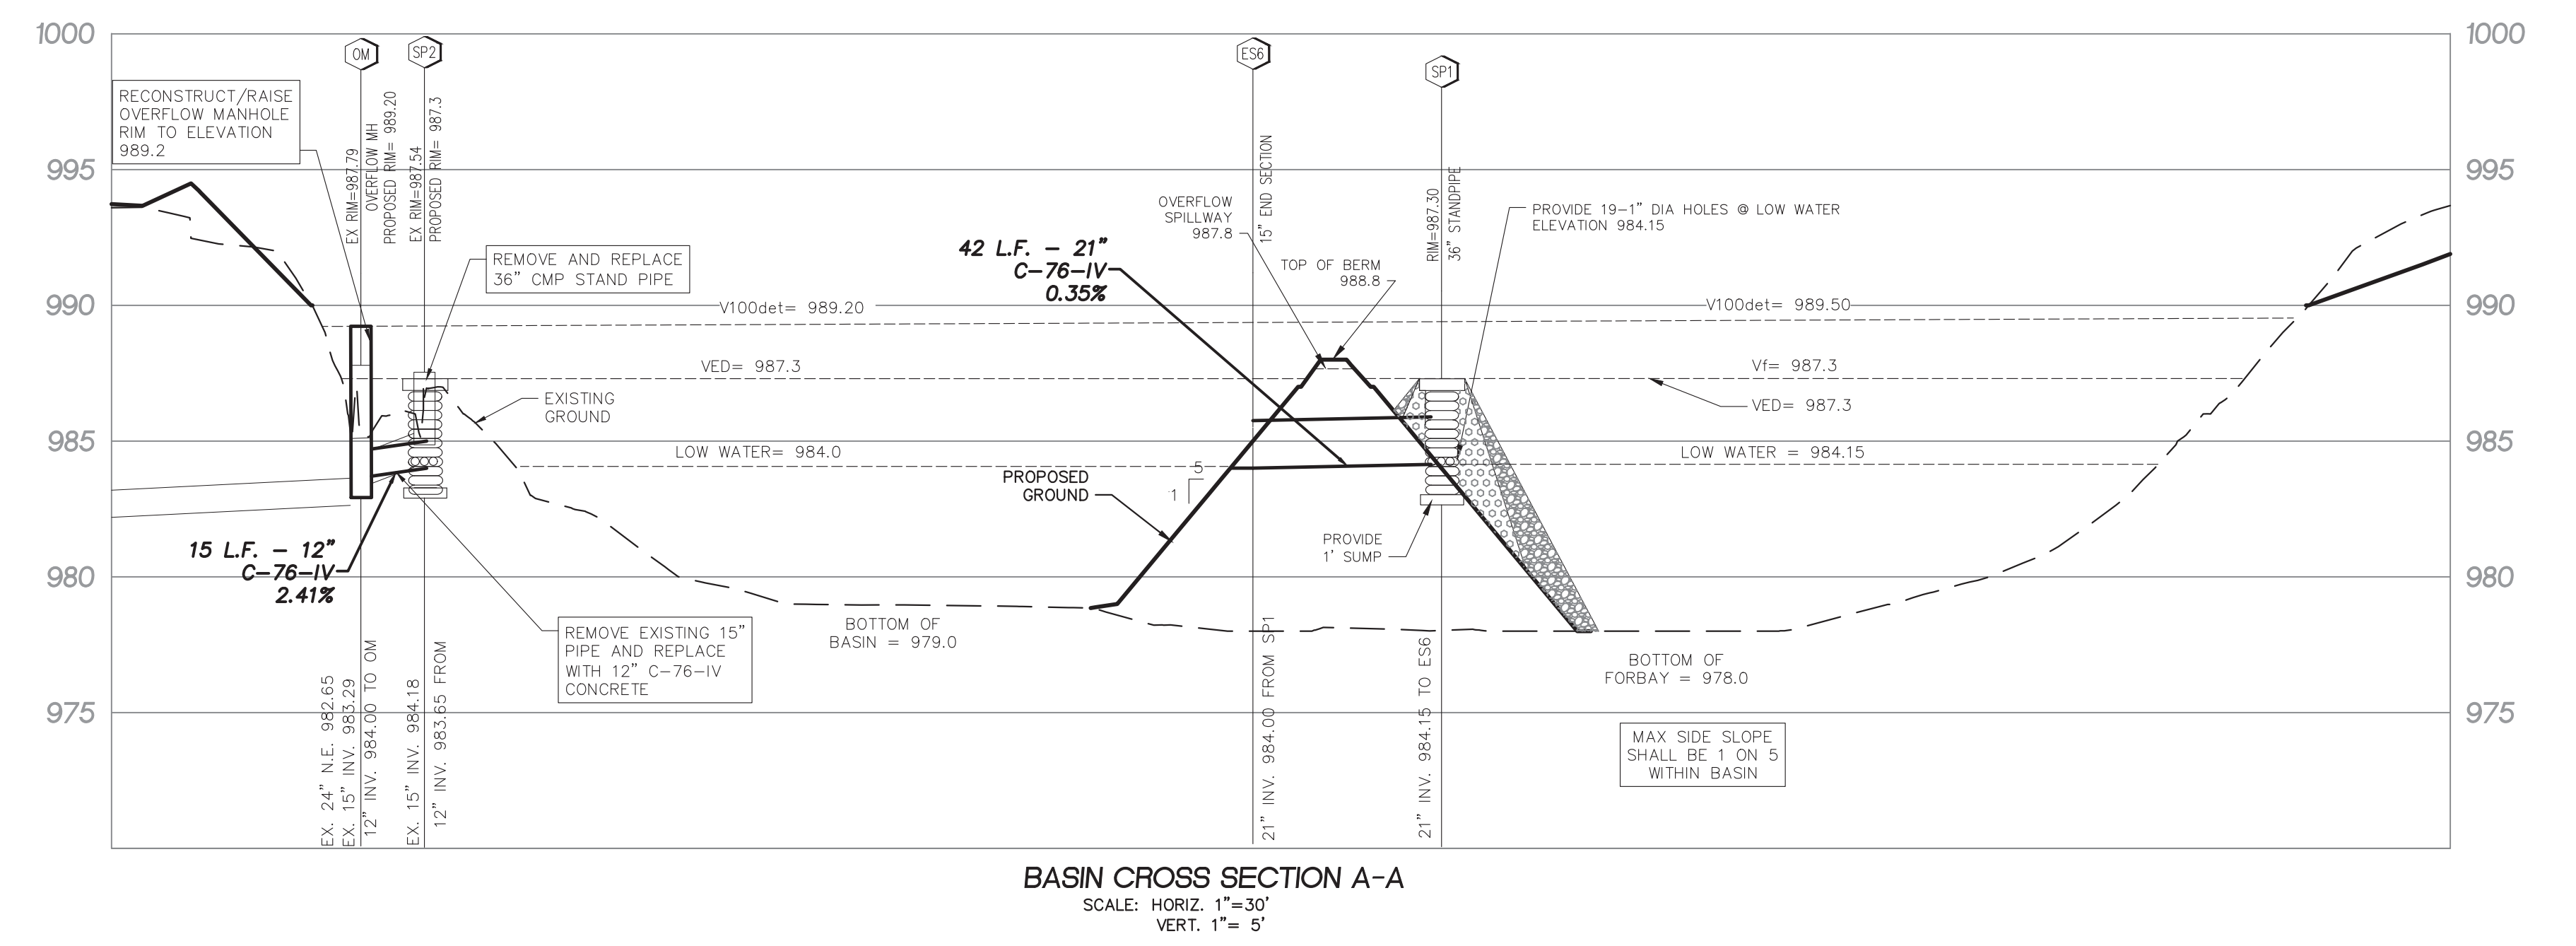 1000
1000
OM
SP2
ES6
SP1
RECONSTRUCT/RAISE
OVERFLOW MANHOLE
RIM TO ELEVATION
989.2
EX RIM=987.79
OVERFLOW MH
PROPOSED RIM= 989.20
EX RIM=987.54
PROPOSED RIM= 987.3
15" END SECTION
RIM=987.30
36" STANDPIPE
995
995
OVERFLOW
SPILLWAY
987.8
PROVIDE 19-1" DIA HOLES @ LOW WATER
ELEVATION 984.15
42 L.F. - 21"
C-76-IV
0.35%
REMOVE AND REPLACE
36" CMP STAND PIPE
TOP OF BERM
988.8
990
990
V100det= 989.20
V100det= 989.50
VED= 987.3
Vf= 987.3
VED= 987.3
EXISTING
GROUND
985
985
LOW WATER= 984.0
LOW WATER = 984.15
5
1
PROPOSED
GROUND
PROVIDE
1' SUMP
15 L.F. - 12"
C-76-IV
2.41%
980
980
BOTTOM OF
BASIN = 979.0
REMOVE EXISTING 15"
PIPE AND REPLACE
WITH 12" C-76-IV
CONCRETE
BOTTOM OF
FORBAY = 978.0
975
975
EX. 24" N.E. 982.65
EX. 15" INV. 983.29
12" INV. 984.00 TO OM
EX. 15" INV. 984.18
12" INV. 983.65 FROM
21" INV. 984.00 FROM SP1
21" INV. 984.15 TO ES6
MAX SIDE SLOPE
SHALL BE 1 ON 5
WITHIN BASIN
BASIN CROSS SECTION A-A
SCALE: HORIZ. 1"=30'
VERT. 1"= 5'